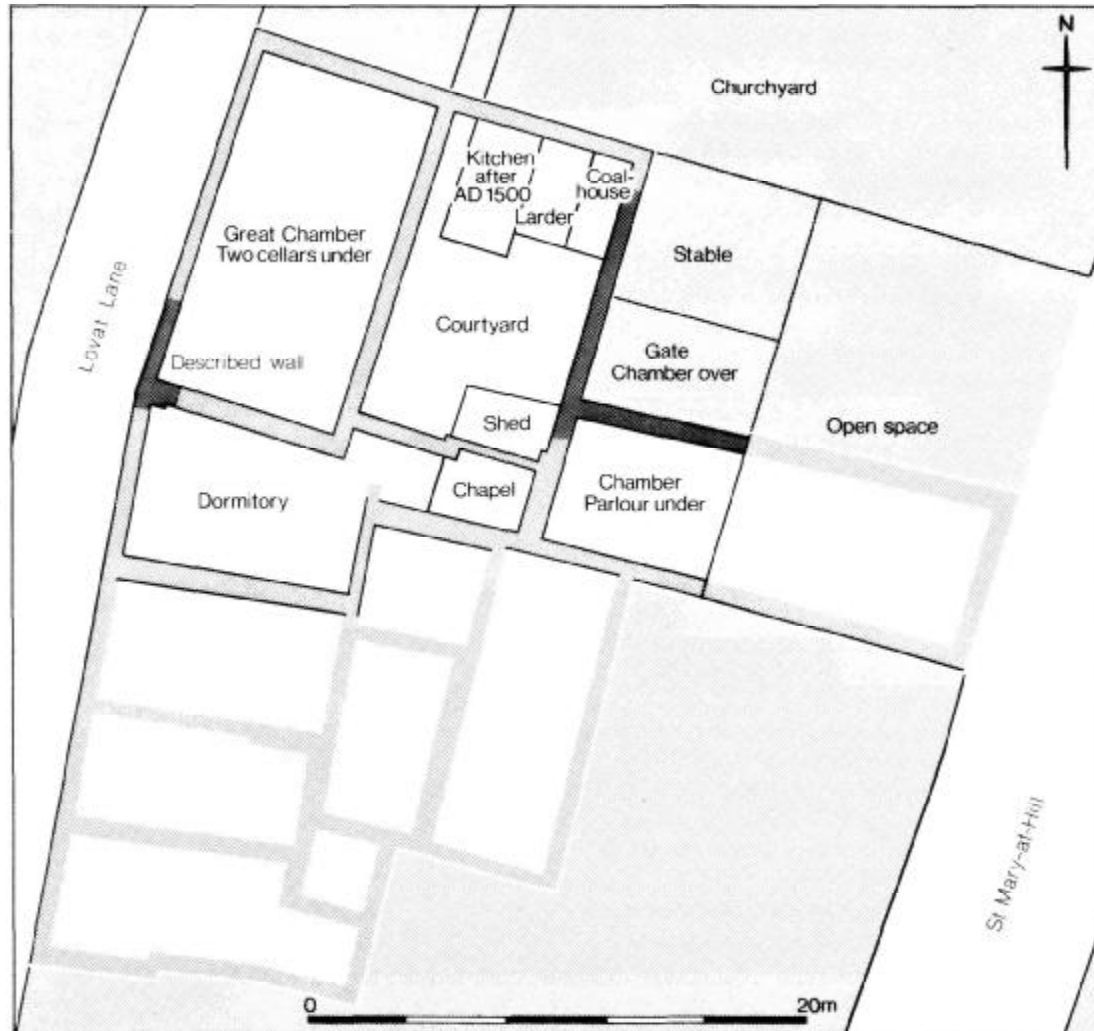 N
Churchyard
Kitchen
after
AD 1500
Coal-
house
Larder
Great Chamber
Two cellars under
Stable
Lovat Lane
Courtyard
Described wall
Gate
Chamber over
Shed
Open space
Dormitory
Chapel
Chamber
Parlour under
St Mary-at-Hill
0
20m